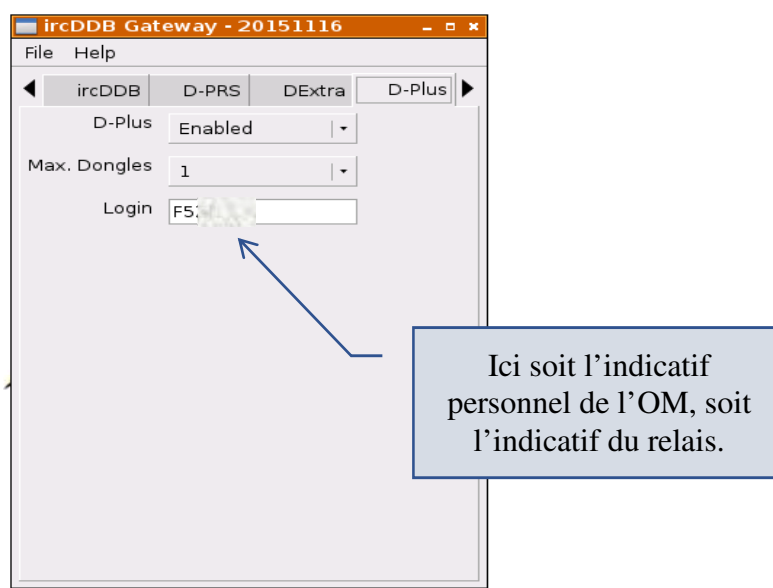 ircDDB Gateway - 20151116
File Help
ircDDB D-PRS DExtra D-Plus
D-Plus Enabled
Max. Dongles 1
Login
Ici soit l’indicatif
personnel de l’OM, soit
l’indicatif du relais.